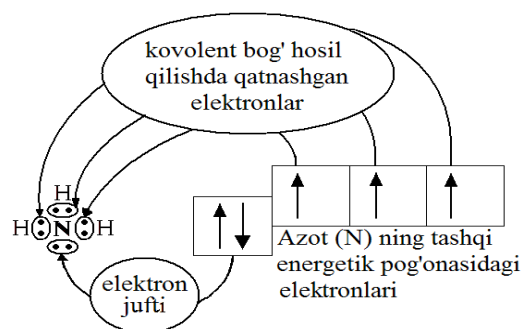 kovolent bog' hosil
qilishda qatnashgan
elektronlar
H
H N H
Azot (N) ning tashqi
energetik pog'onasidagi
elektronlari
elektron
jufti